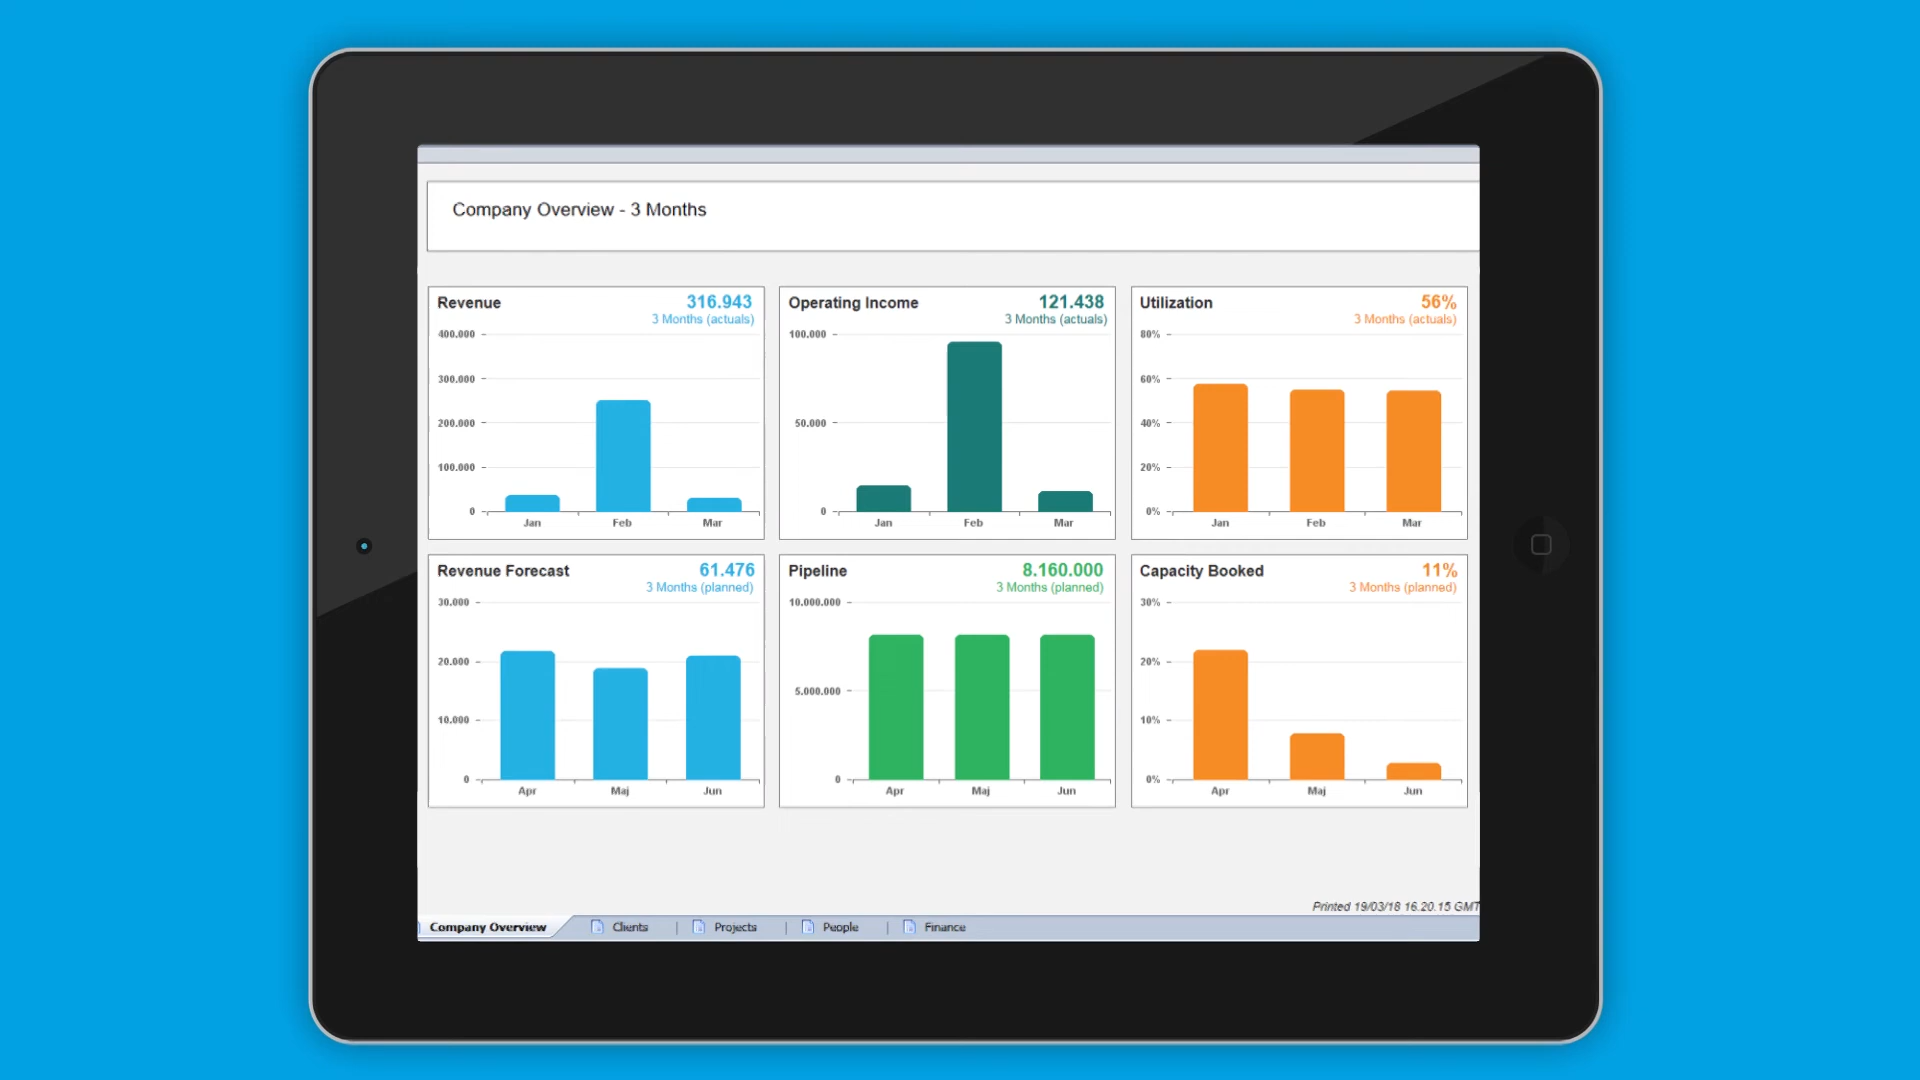 Company Overview - 3 Months
Revenue
316.943
3 Months (actuals)
400.000
300.000
200.000
100.000
0
Jan Feb Mar
Operating Income
121.438
3 Months (actuals)
100.000
50.000
0
Jan Feb Mar
Utilization
56%
3 Months (actuals)
80%
60%
40%
20%
0%
Jan Feb Mar
Revenue Forecast
61.476
3 Months (planned)
30.000
20.000
10.000
0
Apr Maj Jun
Pipeline
8.160.000
3 Months (planned)
10.000.000
5.000.000
0
Apr Maj Jun
Capacity Booked
11%
3 Months (planned)
30%
20%
10%
0%
Apr Maj Jun
Printed 19/03/18 16.20.15 GMT
Company Overview Clients | Projects | People | Finance